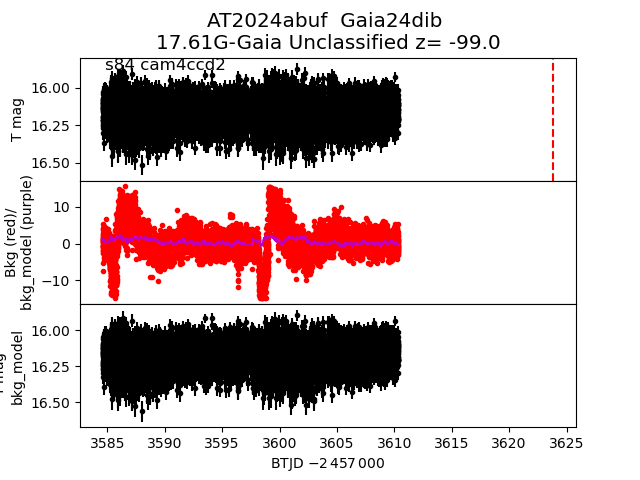 AT2024abuf  Gaia24dib
17.61G-Gaia Unclassified z= -99.0
s84 cam4ccd2
16.00
16.25
16.50
T mag
10
0
−10
Bkg (red)/
bkg_model (purple)
16.00
16.25
16.50
mag
bkg_model
3585 3590 3595 3600 3605 3610 3615 3620 3625
BTJD −2 457 000